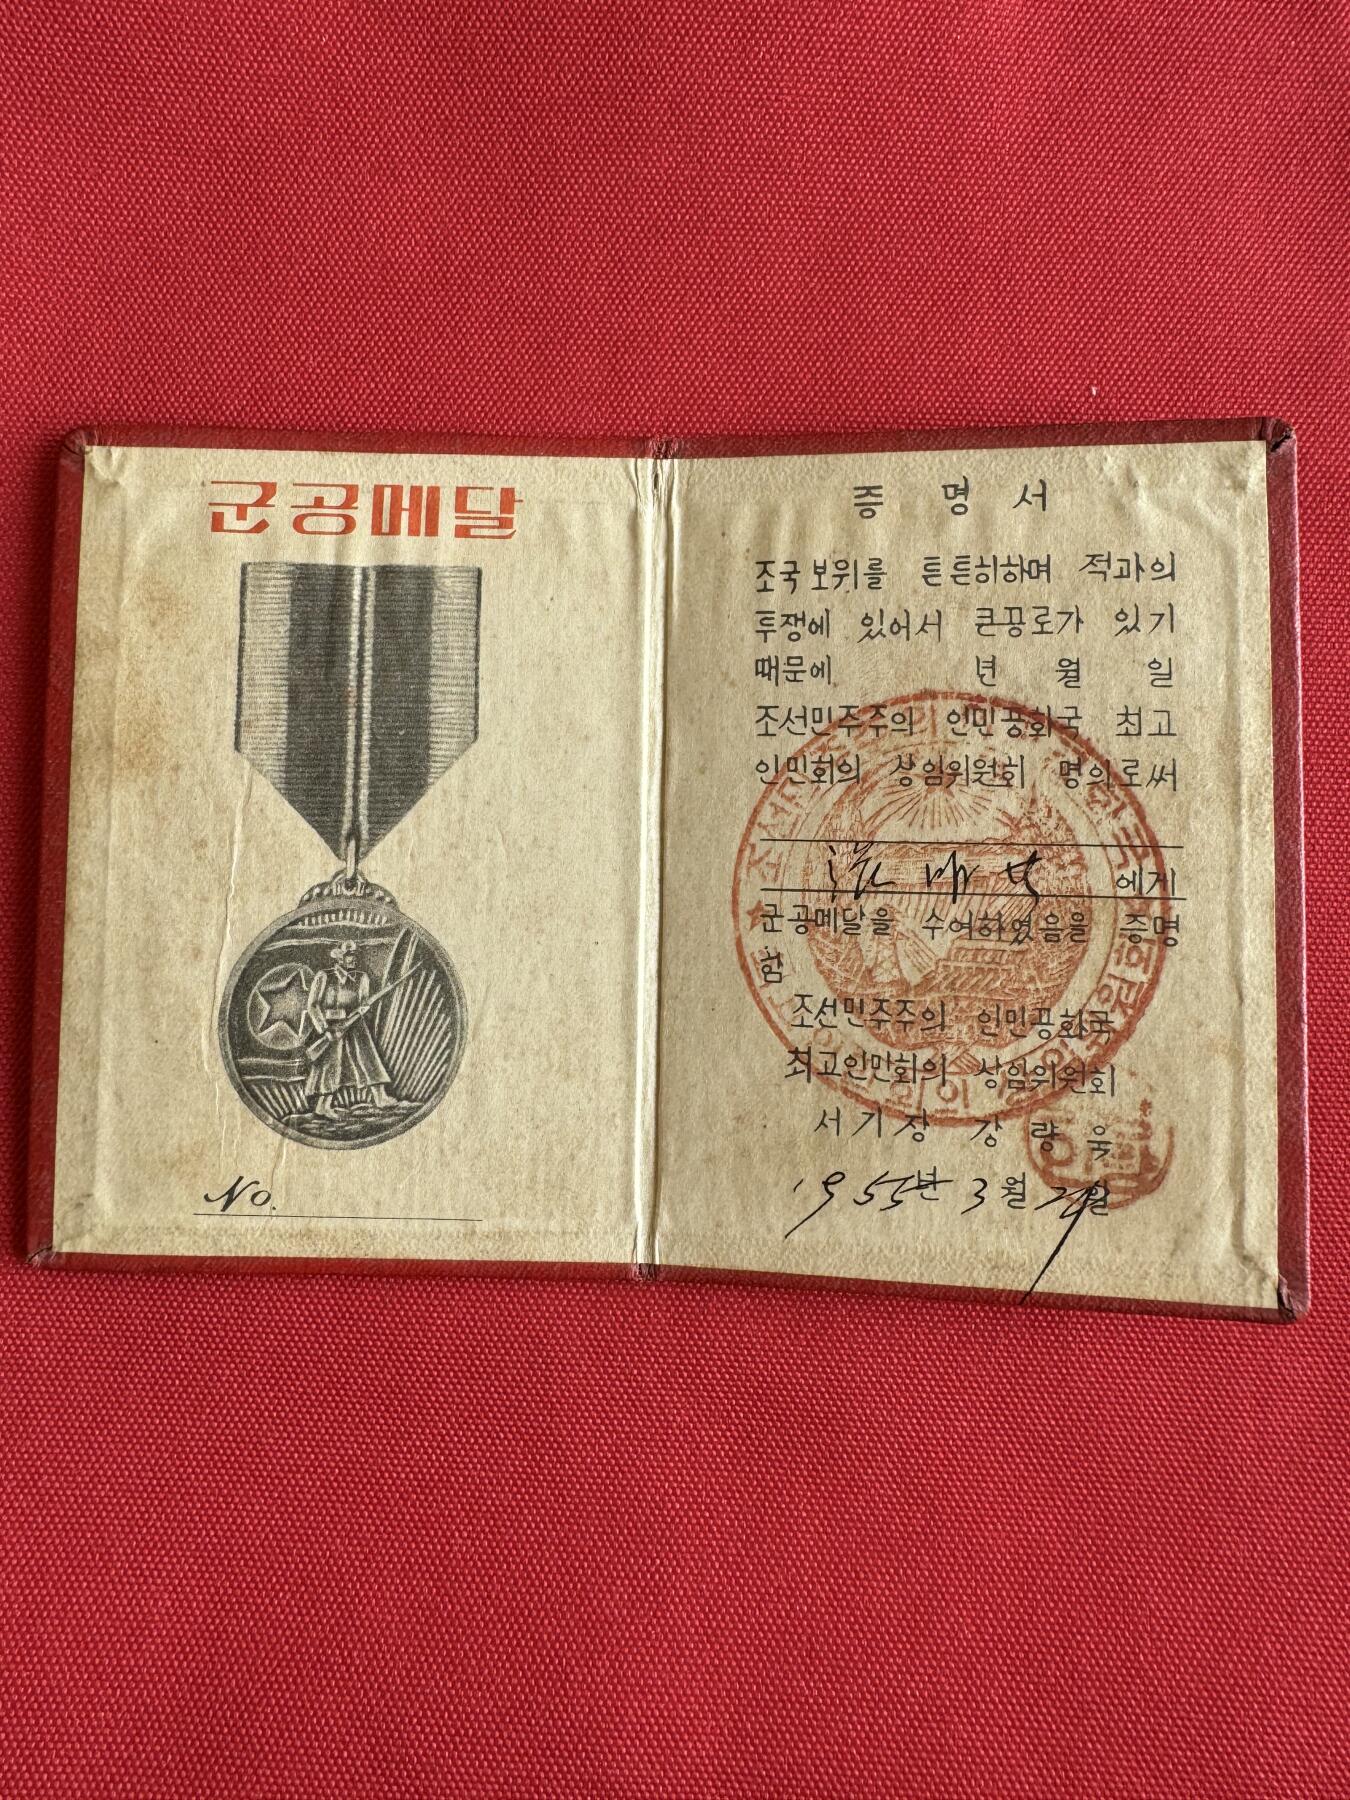 군공메달
No.
증 명 서
조국 보위를 튼튼히하며 적과의
투쟁에 있어서 큰공로가 있기
때문에 년 월 일
조선민주주의 인민공화국 최고
인민회의 상임위원회 명의로써
에게
군공메달을 수여하였음을 증명
함
조선민주주의 인민공화국
최고인민회의 상임위원회
서기장 강량욱
1955년 3월 일